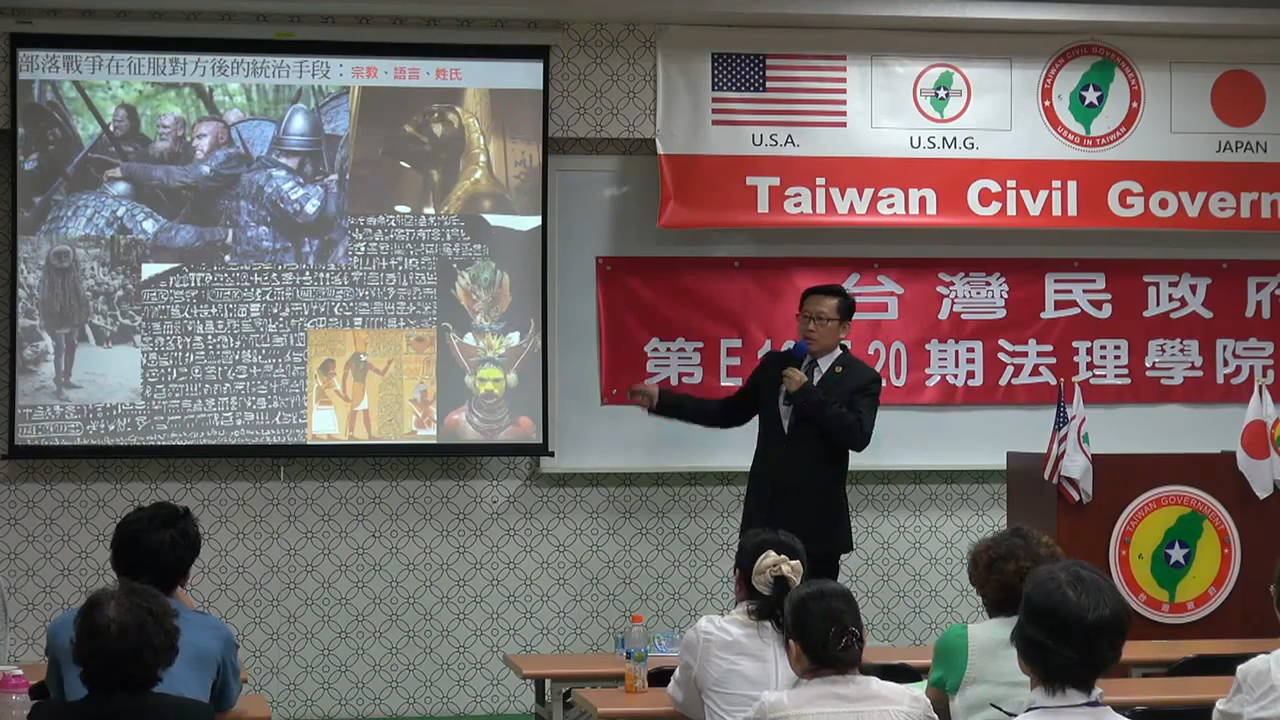 部落戰爭在征服對方後的統治手段：宗教、語言、姓氏
U.S.A.
U.S.M.G.
TAIWAN CIVIL GOVERNMENT
USMG IN TAIWAN
JAPAN
Taiwan Civil Govern
台灣民政府
第E 20期法理學院
TAIWAN GOVERNMENT
台灣政府